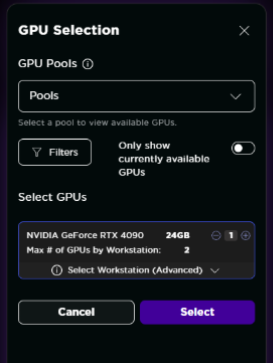 GPU Selection
GPU Pools
Pools
Select a pool to view available GPUs.
Filters
Only show
currently available
GPUs
Select GPUs
NVIDIA GeForce RTX 4090 24GB 1
Max # of GPUs by Workstation: 2
Select Workstation (Advanced)
Cancel Select